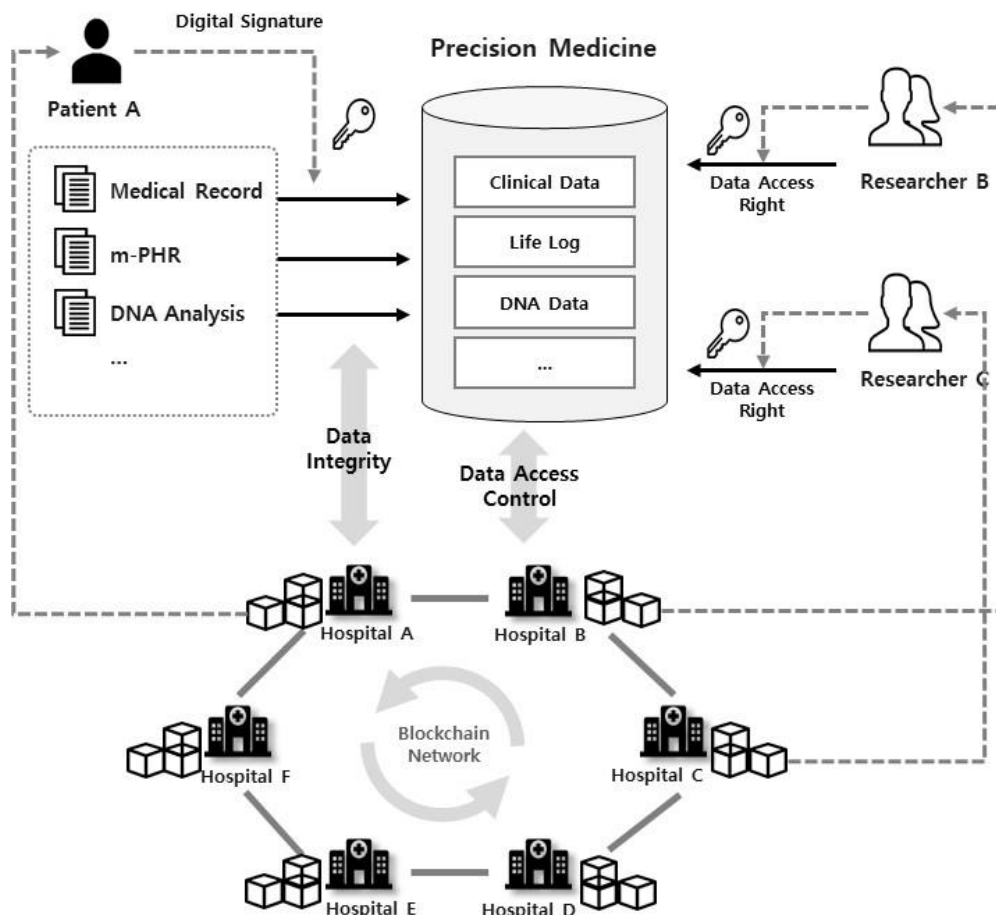 Digital Signature
Precision Medicine
Patient A
Medical Record
m-PHR
DNA Analysis
...
Clinical Data
Life Log
DNA Data
...
Data Access
Right
Researcher B
Data Access
Right
Researcher C
Data
Integrity
Data Access
Control
Hospital A
Hospital B
Blockchain
Network
Hospital F
Hospital C
Hospital E
Hospital D